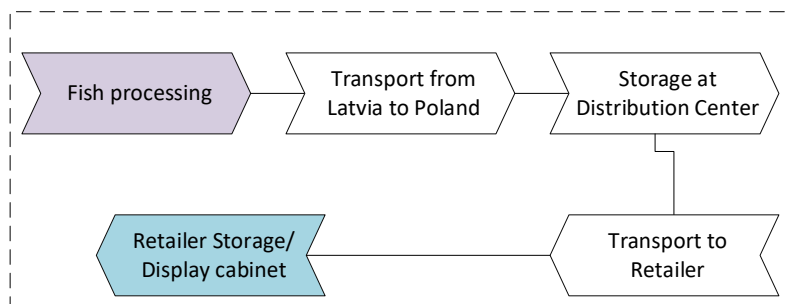 Fish processing
Transport from
Latvia to Poland
Storage at
Distribution Center
Retailer Storage/
Display cabinet
Transport to
Retailer